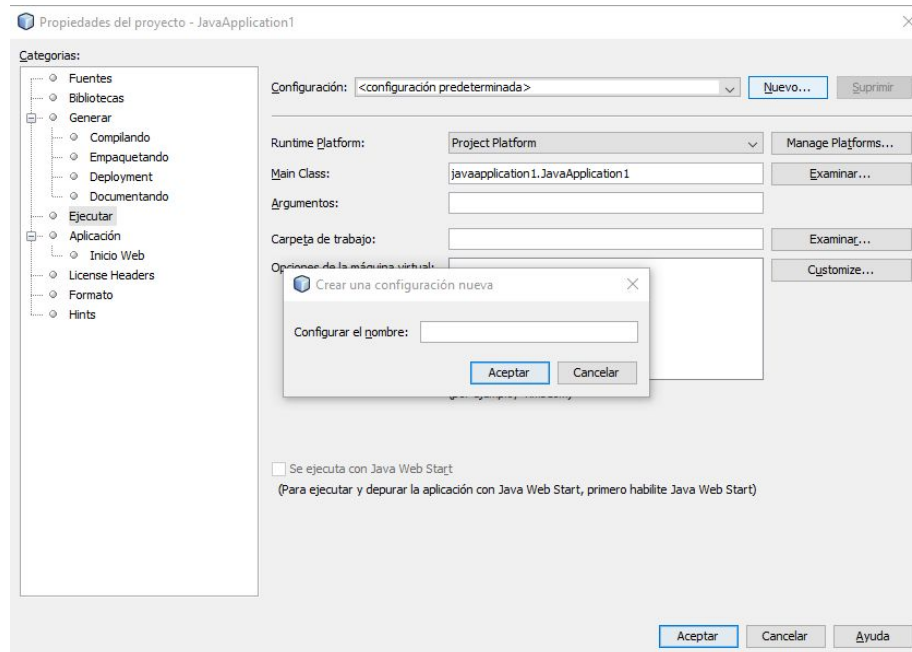 Propiedades del proyecto - JavaApplication1
Categorias:
Fuentes
Bibliotecas
Generar
Compilando
Empaquetando
Deployment
Documentando
Ejecutar
Aplicación
Inicio Web
License Headers
Formato
Hints
Configuración: <configuración predeterminada> Nuevo... Suprimir
Runtime Platform: Project Platform Manage Platforms...
Main Class: javaapplication1.JavaApplication1 Examinar...
Argumentos:
Carpeta de trabajo: Examinar...
Opciones de la máquina virtual: Customize...
Crear una configuración nueva
Configurar el nombre:
Aceptar Cancelar
Se ejecuta con Java Web Start
(Para ejecutar y depurar la aplicación con Java Web Start, primero habilite Java Web Start)
Aceptar Cancelar Ayuda